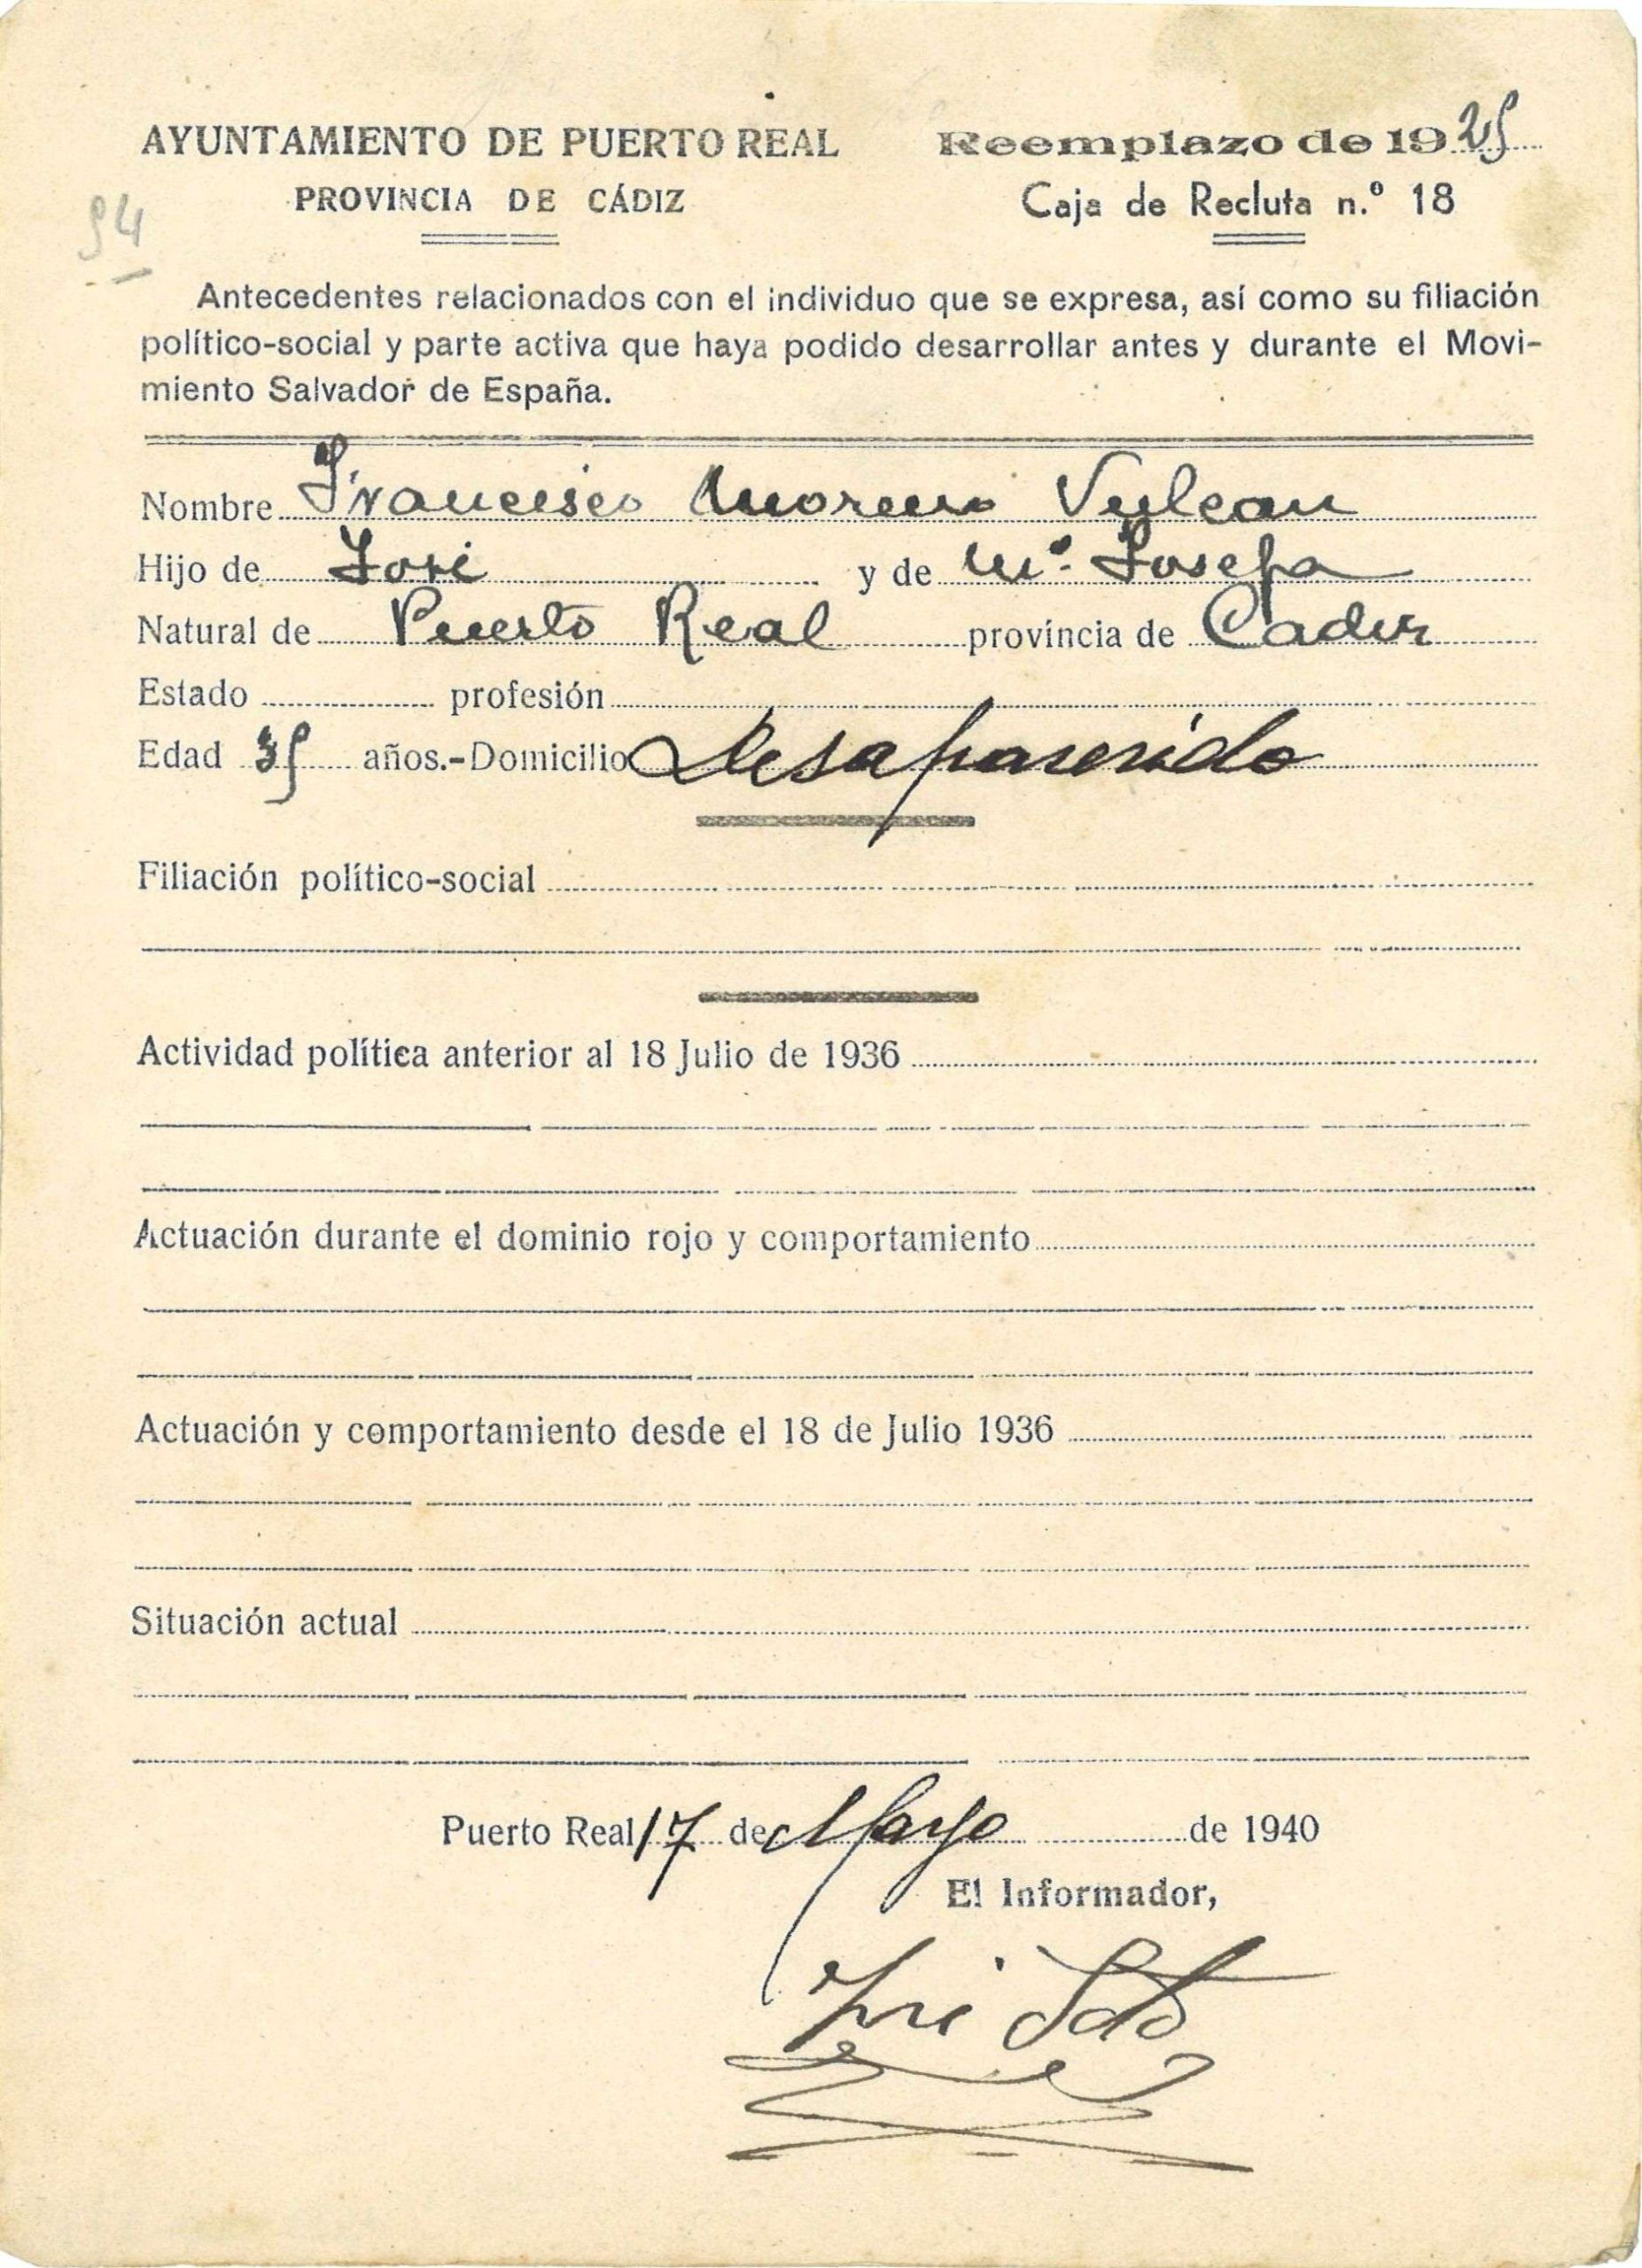 AYUNTAMIENTO DE PUERTO REAL
PROVINCIA DE CÁDIZ
Reemplazo de 1925
Caja de Recluta n.º 18
94
Antecedentes relacionados con el individuo que se expresa, así como su filiación
político-social y parte activa que haya podido desarrollar antes y durante el Movi-
miento Salvador de España.
Nombre Francisco Moreno Vulcan
Hijo de José y de Mª Josefa
Natural de Puerto Real provincia de Cadiz
Estado profesión
Edad 35 años.-Domicilio Desaparecido
Filiación político-social
Actividad política anterior al 18 Julio de 1936
Actuación durante el dominio rojo y comportamiento
Actuación y comportamiento desde el 18 de Julio 1936
Situación actual
Puerto Real 17 de Mayo de 1940
El Informador,
José Soto